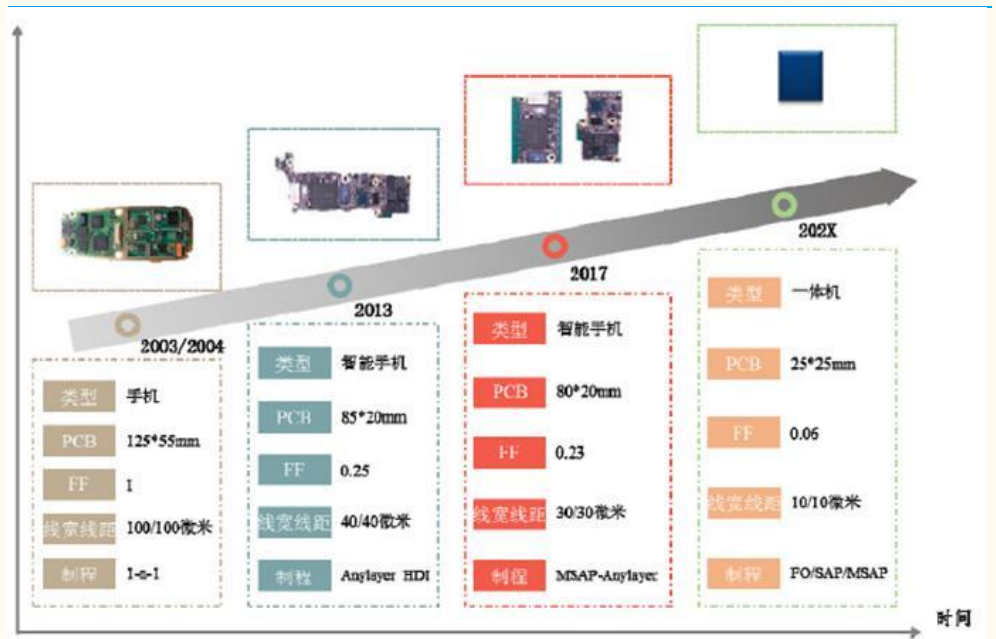 2003/2004
类型 手机
PCB 125*55mm
FF 1
线宽线距 100/100微米
制程 1-n-1
2013
类型 智能手机
PCB 85*20mm
FF 0.25
线宽线距 40/40微米
制程 Anylayer HDI
2017
类型 智能手机
PCB 80*20mm
FF 0.23
线宽线距 30/30微米
制程 MSAP-Anylayer
202X
类型 一体机
PCB 25*25mm
FF 0.06
线宽线距 10/10微米
制程 FO/SAP/MSAP
时间